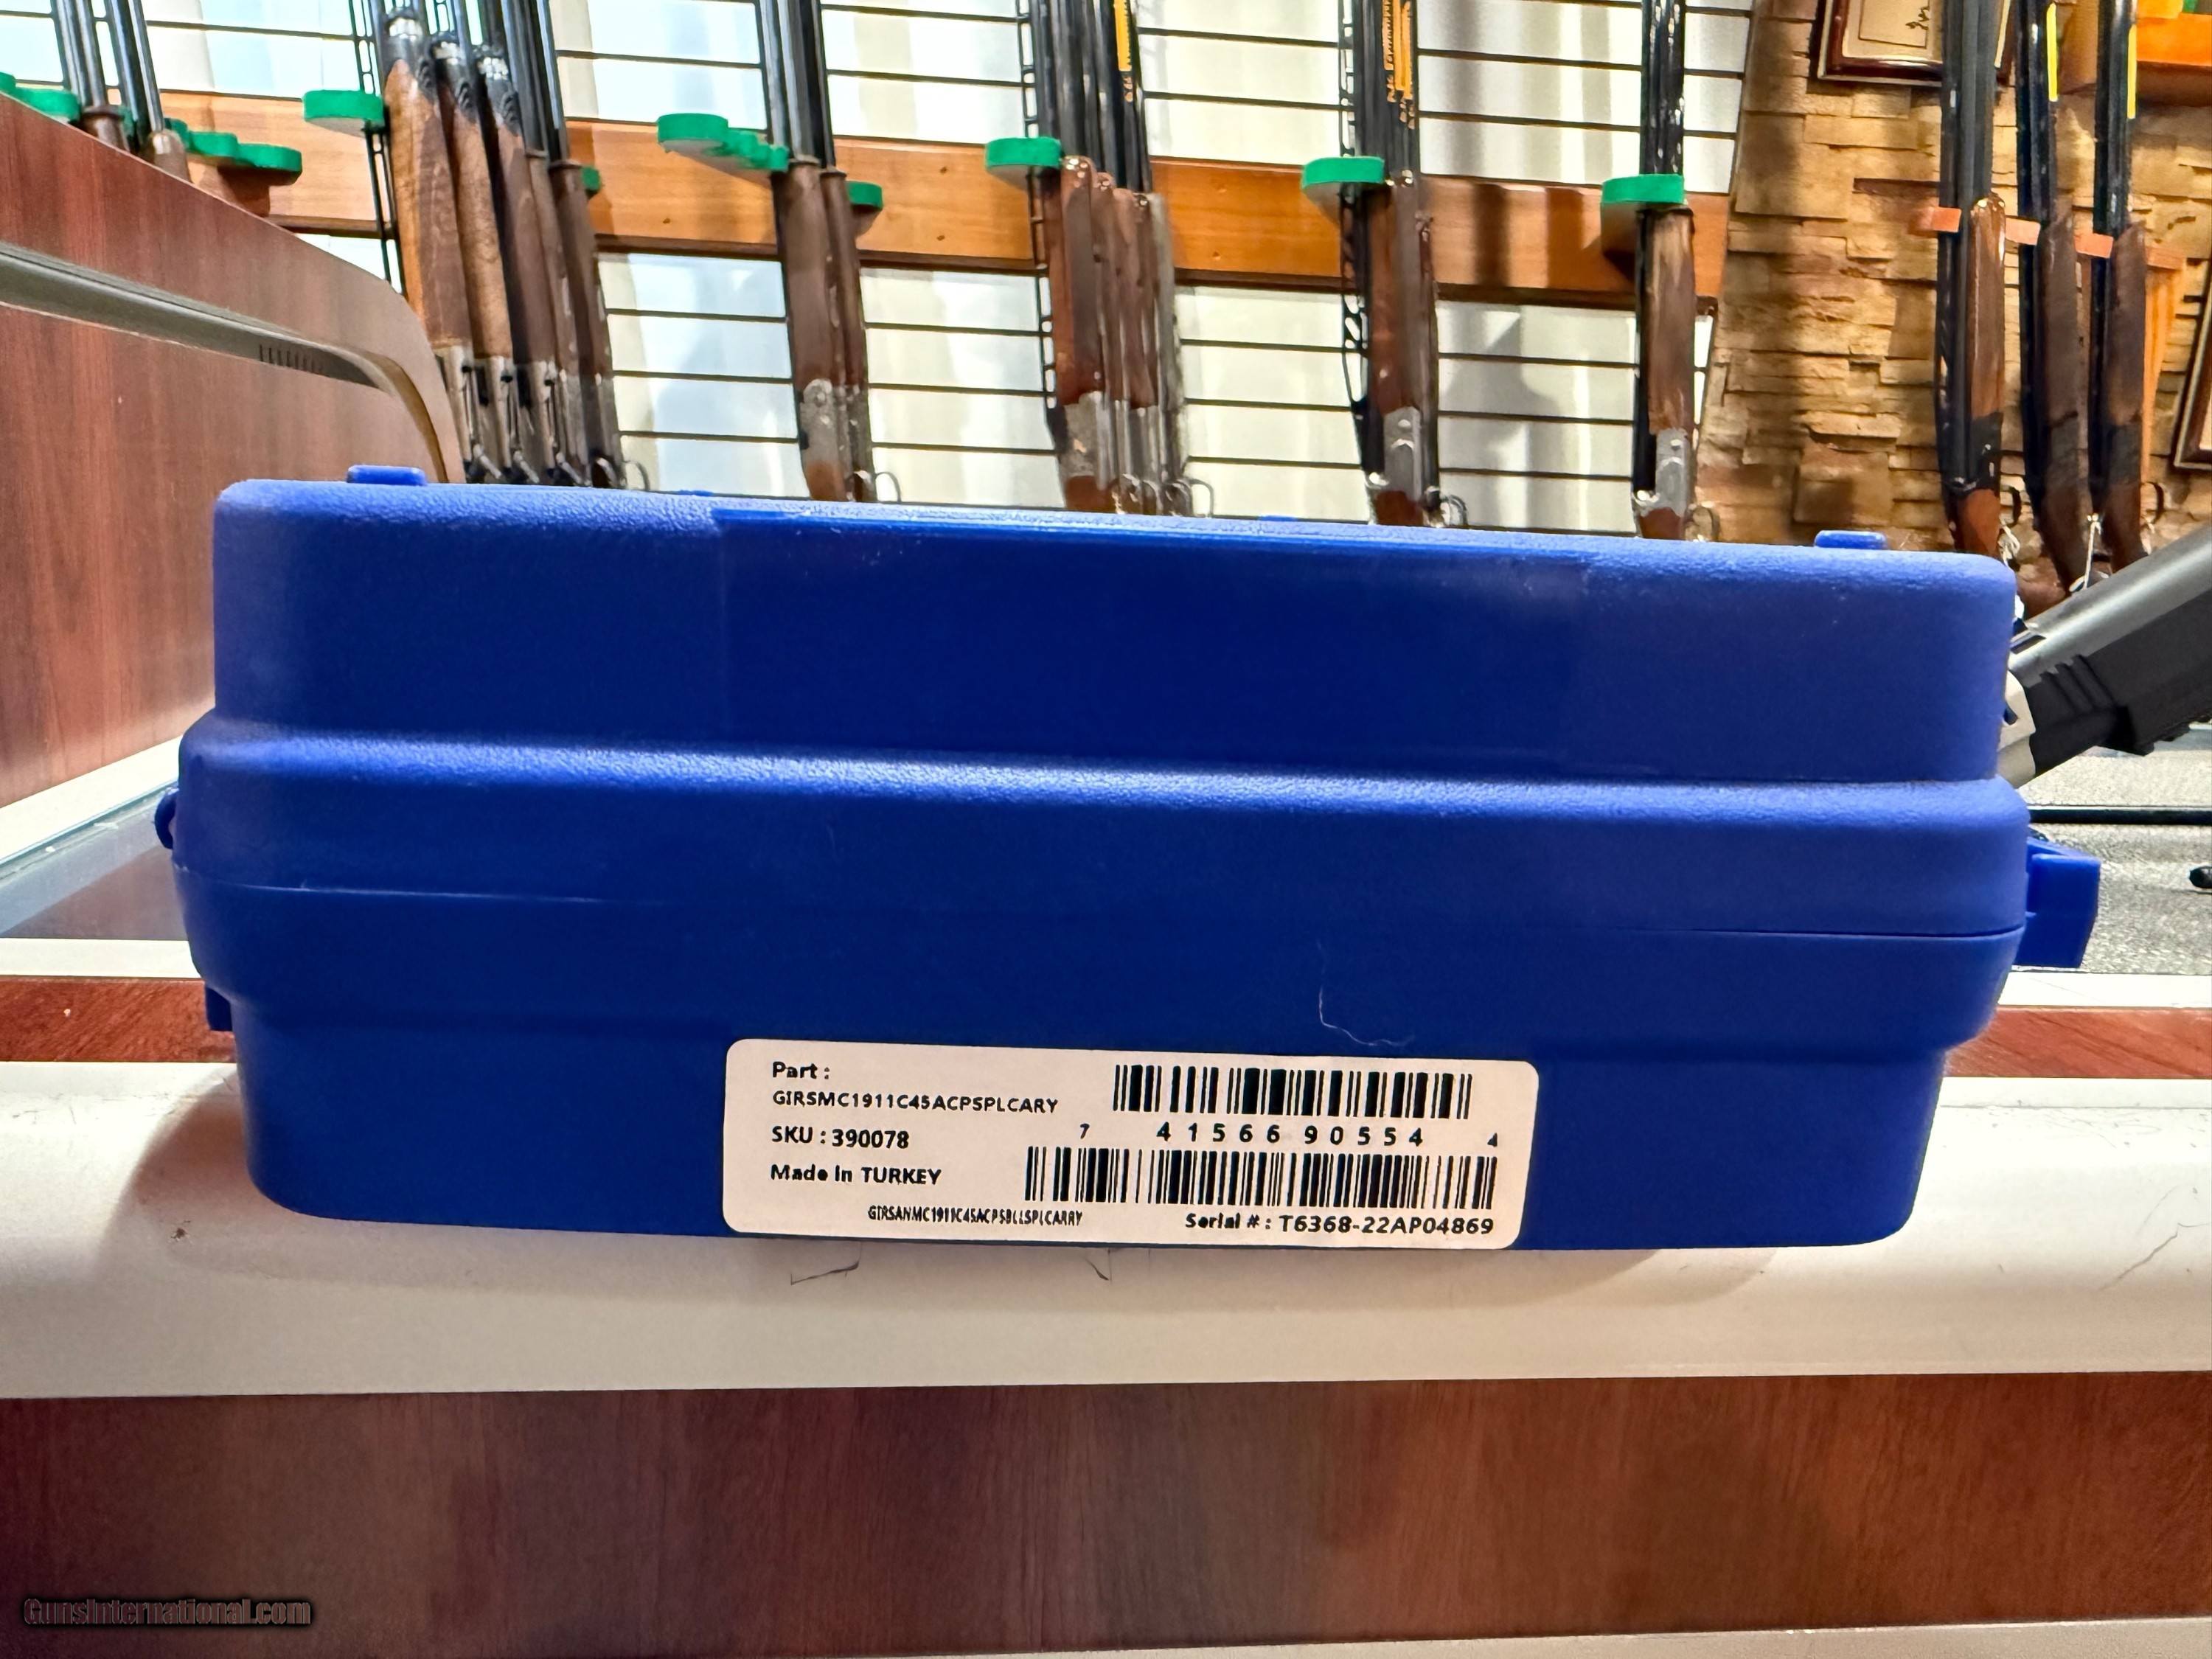 Part :
GIRSMC1911C45ACPSPLCARY
SKU : 390078
7 41566 90554 4
Made In TURKEY
GIRSANMC1911C45ACPSBLLSPLCARRY
Serial # : T6368-22AP04869
GunsInternational.com